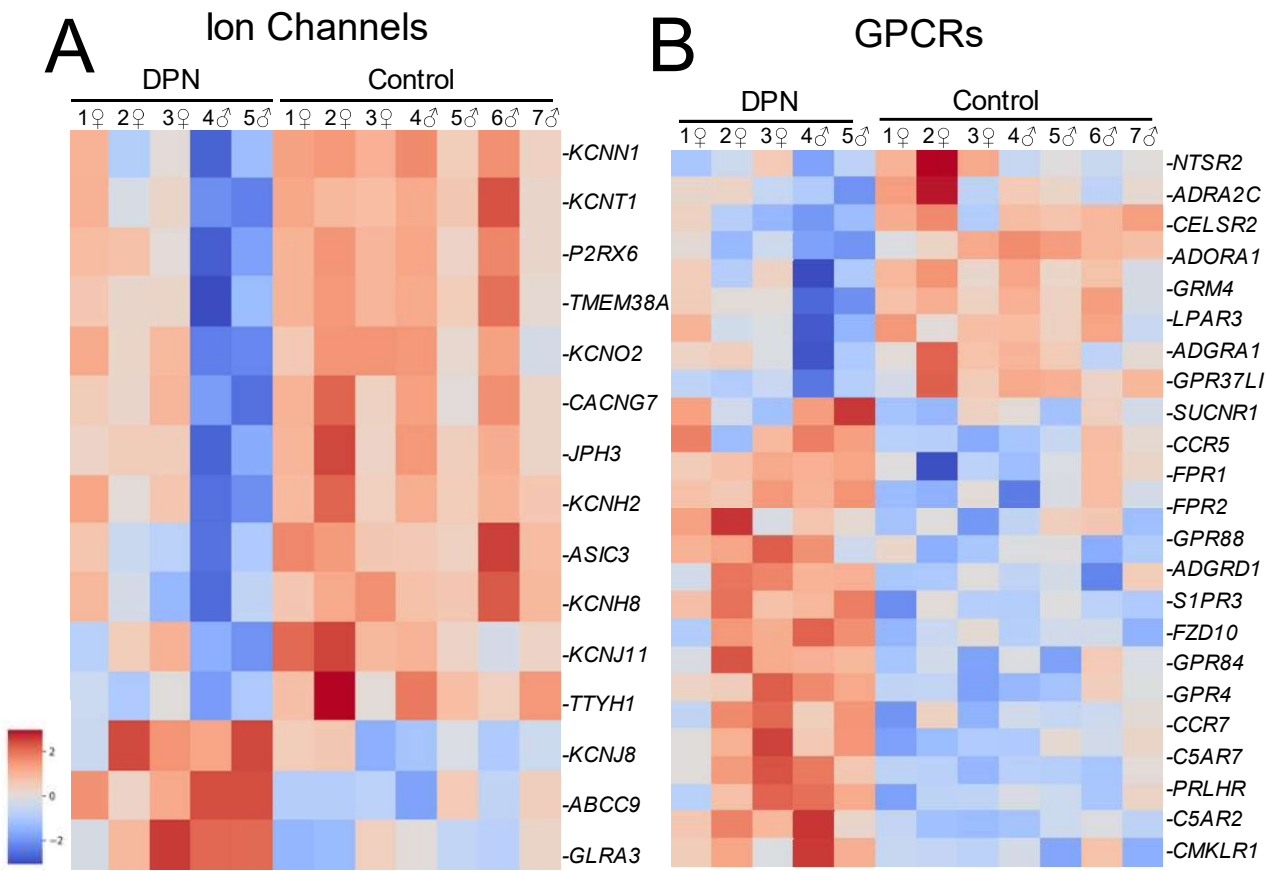 A
Ion Channels
DPN
Control
1♀ 2♀ 3♀ 4♂ 5♂ 1♀ 2♀ 3♀ 4♂ 5♂ 6♂ 7♂
-KCNN1
-KCNT1
-P2RX6
-TMEM38A
-KCNO2
-CACNG7
-JPH3
-KCNH2
-ASIC3
-KCNH8
-KCNJ11
-TTYH1
-KCNJ8
-ABCC9
-GLRA3
2
0
−2
B
GPCRs
DPN
Control
1♀ 2♀ 3♀ 4♂ 5♂ 1♀ 2♀ 3♀ 4♂ 5♂ 6♂ 7♂
-NTSR2
-ADRA2C
-CELSR2
-ADORA1
-GRM4
-LPAR3
-ADGRA1
-GPR37LI
-SUCNR1
-CCR5
-FPR1
-FPR2
-GPR88
-ADGRD1
-S1PR3
-FZD10
-GPR84
-GPR4
-CCR7
-C5AR7
-PRLHR
-C5AR2
-CMKLR1